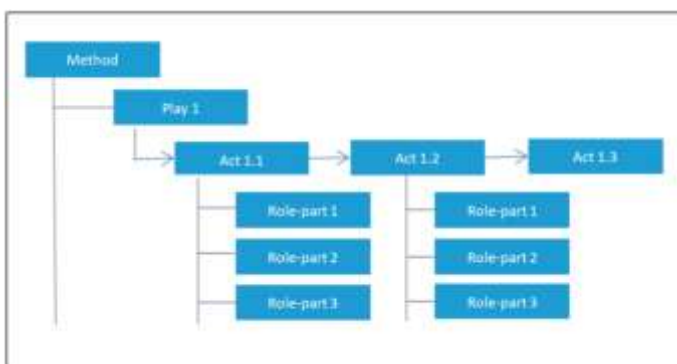 Method
Play 1
Act 1.1
Act 1.2
Act 1.3
Role-part 1
Role-part 1
Role-part 2
Role-part 2
Role-part 3
Role-part 3